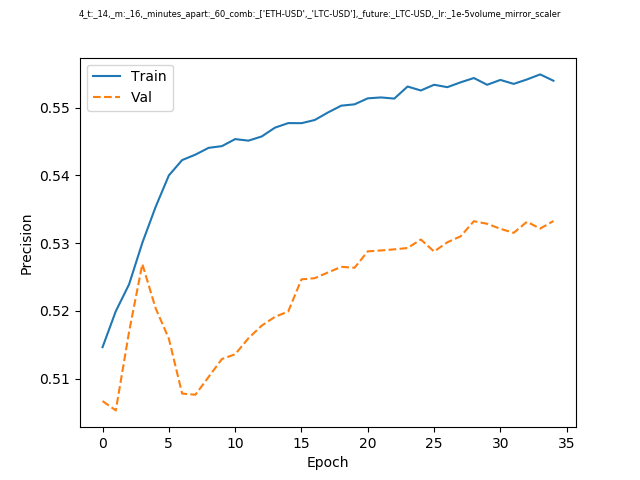 4_t:_14,_m:_16,_minutes_apart:_60_comb:_['ETH-USD',_'LTC-USD'],_future:_LTC-USD,_lr:_1e-5volume_mirror_scaler
Train
Val
0.55
0.54
0.53
0.52
0.51
Precision
0 5 10 15 20 25 30 35
Epoch